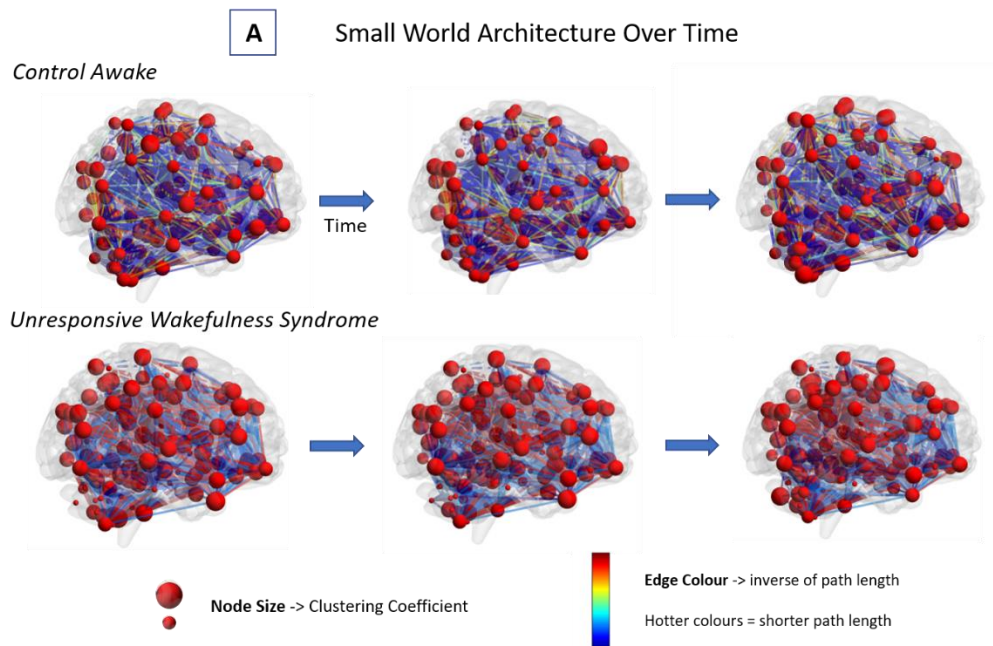 A
Small World Architecture Over Time
Control Awake
Time
Unresponsive Wakefulness Syndrome
Node Size -> Clustering Coefficient
Edge Colour -> inverse of path length
Hotter colours = shorter path length